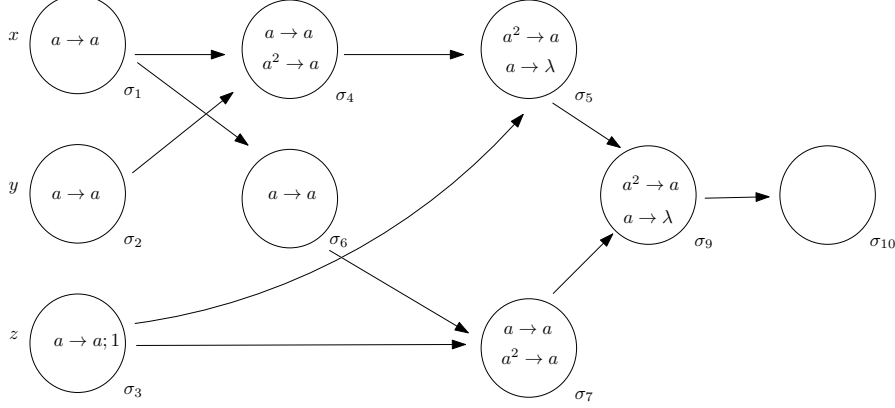 x
a → a
σ₁
a → a
a² → a
σ₄
a² → a
a → λ
σ₅
y
a → a
σ₂
a → a
σ₆
a² → a
a → λ
σ₉
σ₁₀
z
a → a; 1
σ₃
a → a
a² → a
σ₇